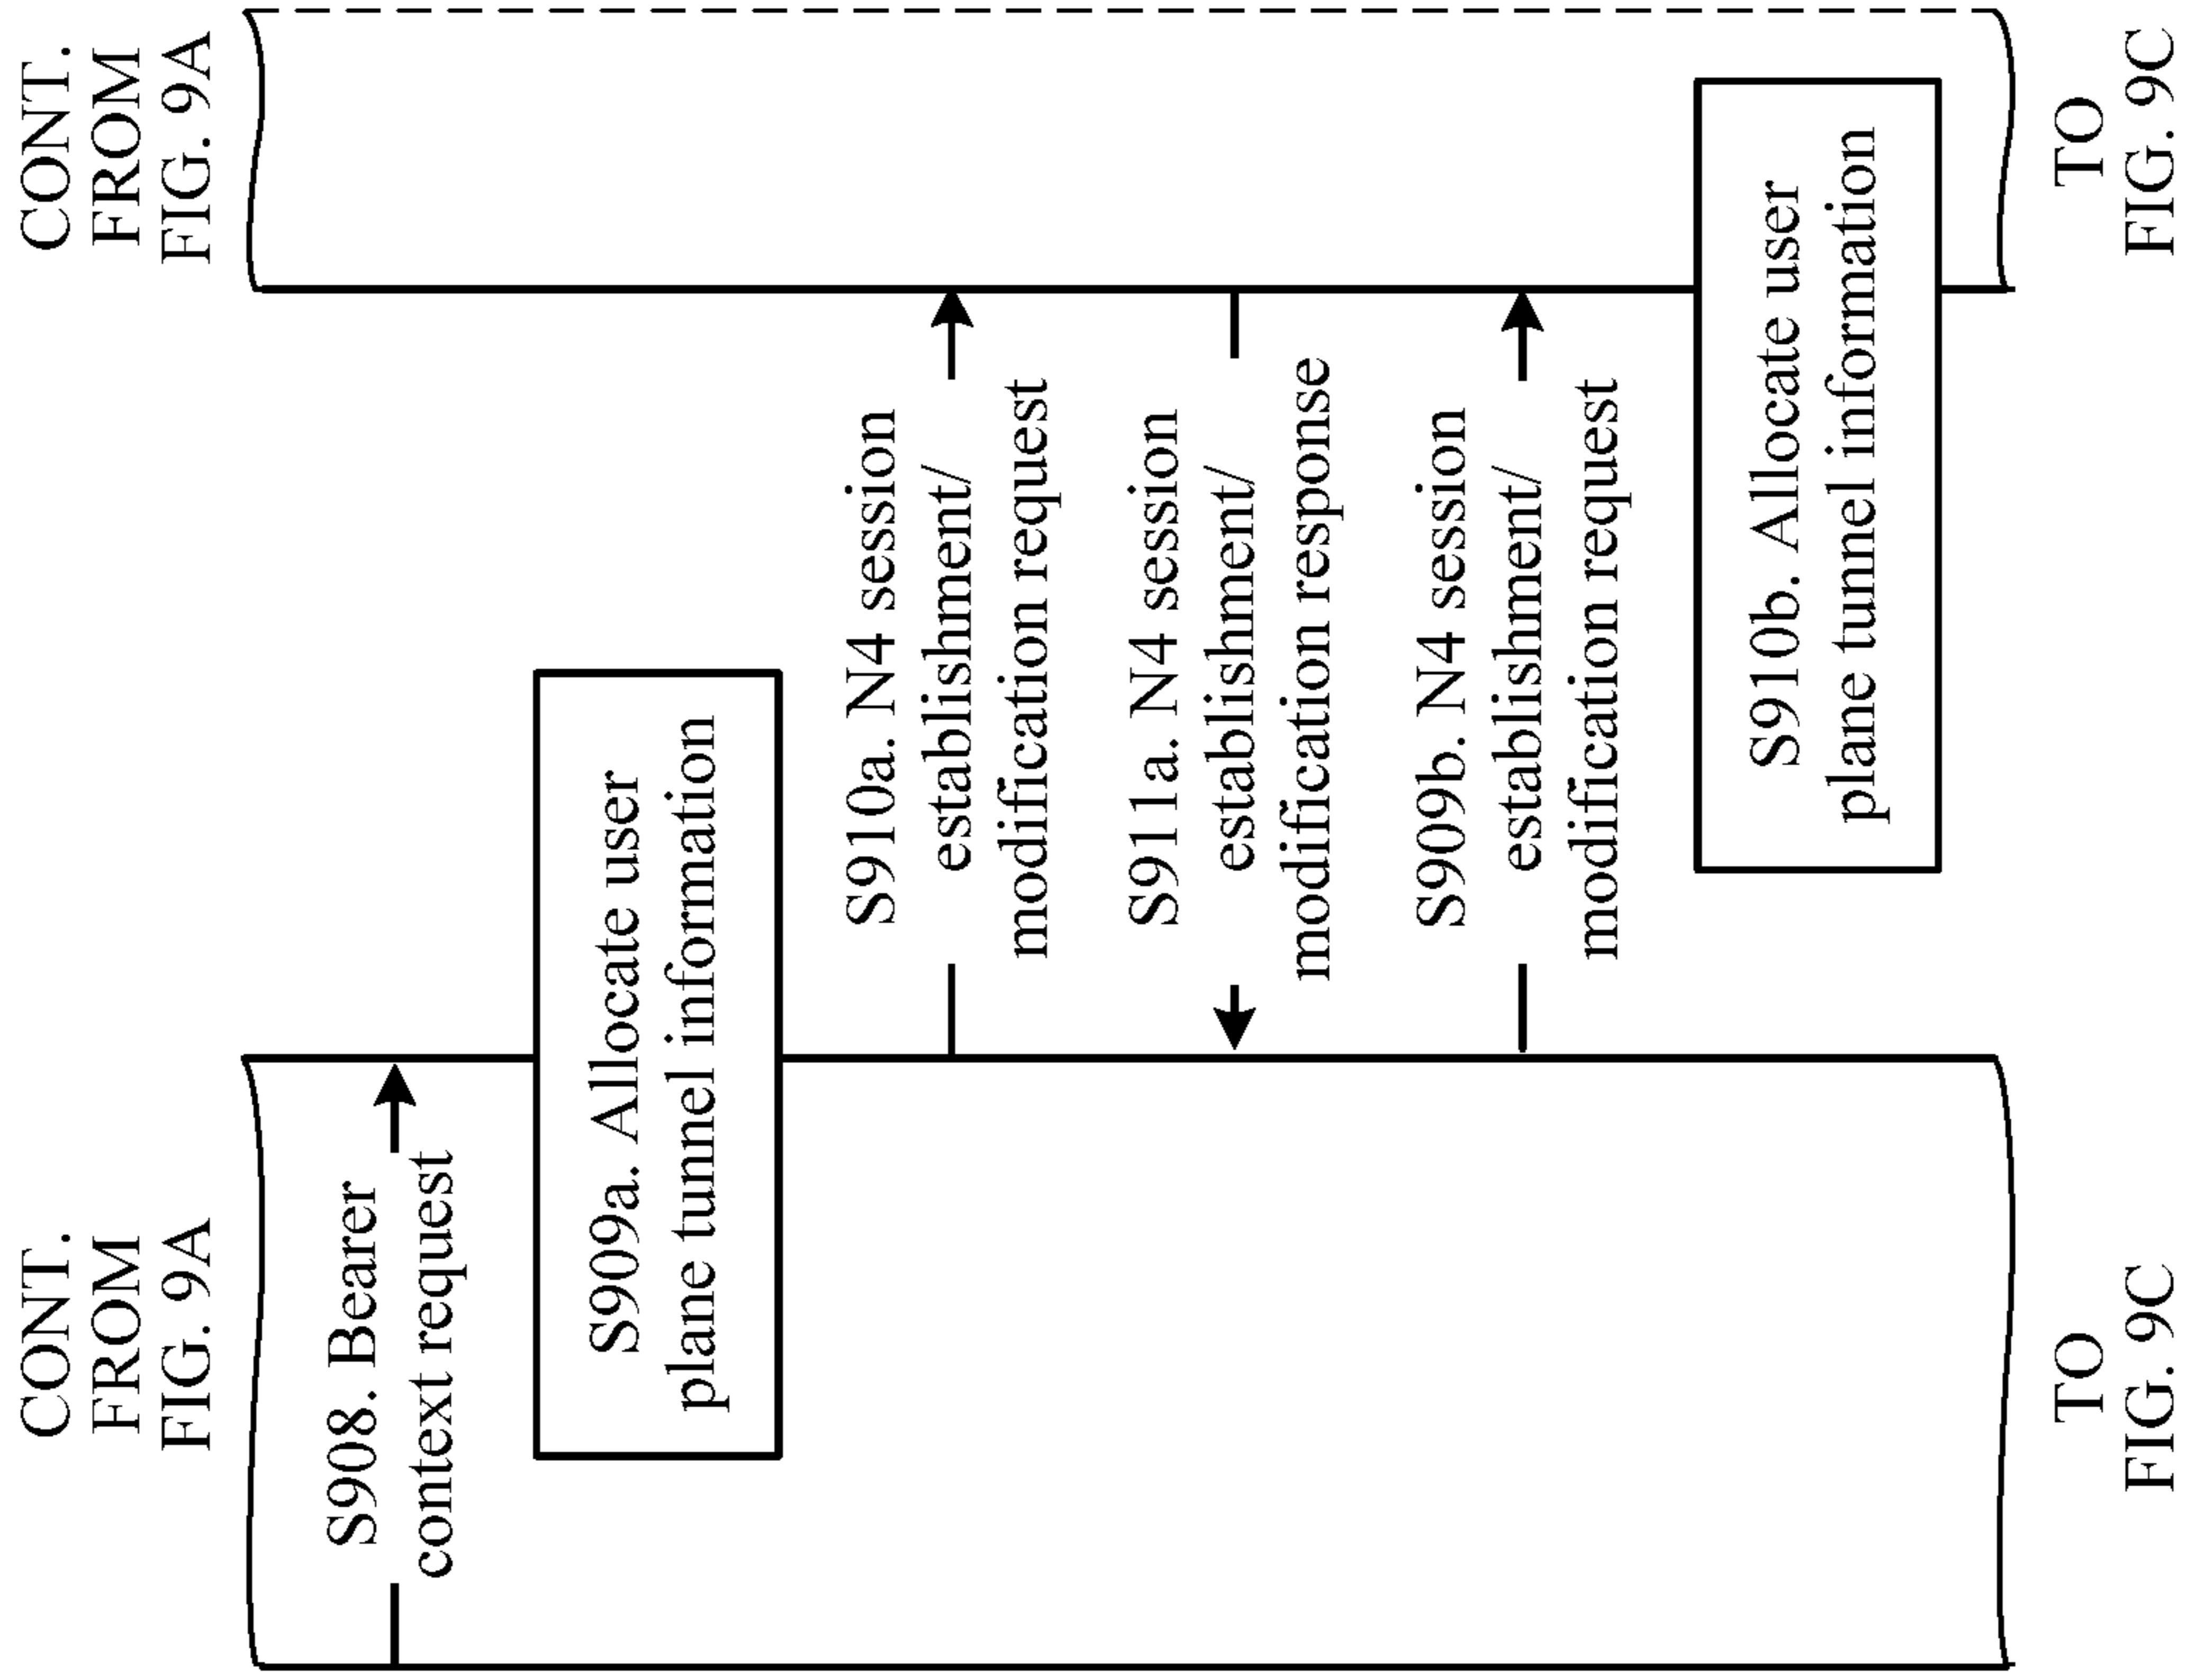 CONT.
FROM
FIG. 9A
CONT.
FROM
FIG. 9A
S908. Bearer
context request
S909a. Allocate user
plane tunnel information
S910a. N4 session
establishment/
modification request
S911a. N4 session
establishment/
modification response
S909b. N4 session
establishment/
modification request
S910b. Allocate user
plane tunnel information
TO
FIG. 9C
TO
FIG. 9C